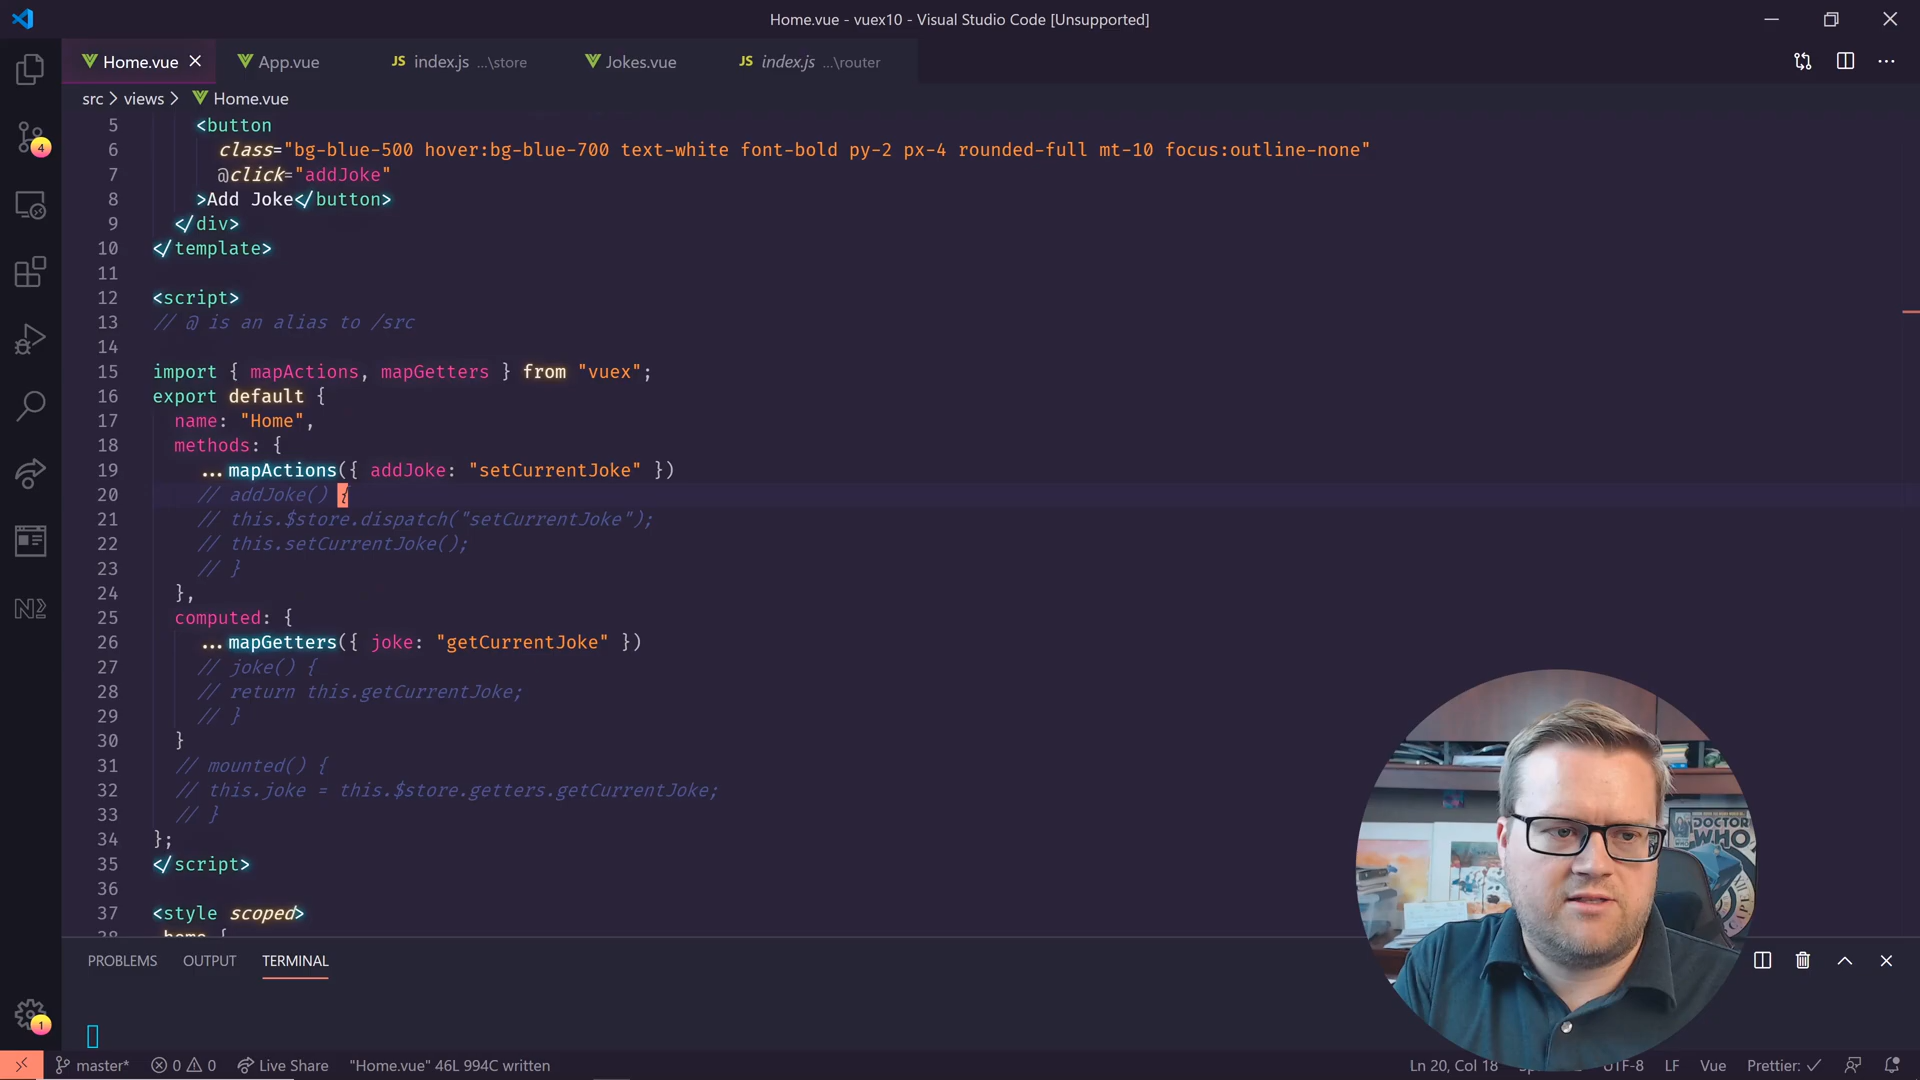 Home.vue - vuex10 - Visual Studio Code [Unsupported]
Home.vue App.vue JS index.js ...\store Jokes.vue JS index.js ...\router
src > views > Home.vue
4
5 <button
6 class="bg-blue-500 hover:bg-blue-700 text-white font-bold py-2 px-4 rounded-full mt-10 focus:outline-none"
7 @click="addJoke"
8 >Add Joke</button>
9 </div>
10 </template>
11
12 <script>
13 // @ is an alias to /src
14
15 import { mapActions, mapGetters } from "vuex";
16 export default {
17 name: "Home",
18 methods: {
19 ...mapActions({ addJoke: "setCurrentJoke" })
20 // addJoke() {
21 // this.$store.dispatch("setCurrentJoke");
22 // this.setCurrentJoke();
23 // }
24 },
25 computed: {
26 ...mapGetters({ joke: "getCurrentJoke" })
27 // joke() {
28 // return this.getCurrentJoke;
29 // }
30 }
31 // mounted() {
32 // this.joke = this.$store.getters.getCurrentJoke;
33 // }
34 };
35 </script>
36
37 <style scoped>
DOCTOR
WHO
PROBLEMS OUTPUT TERMINAL
1
master* 0 0 Live Share "Home.vue" 46L 994C written Ln 20, Col 18 UTF-8 LF Vue Prettier: ✓